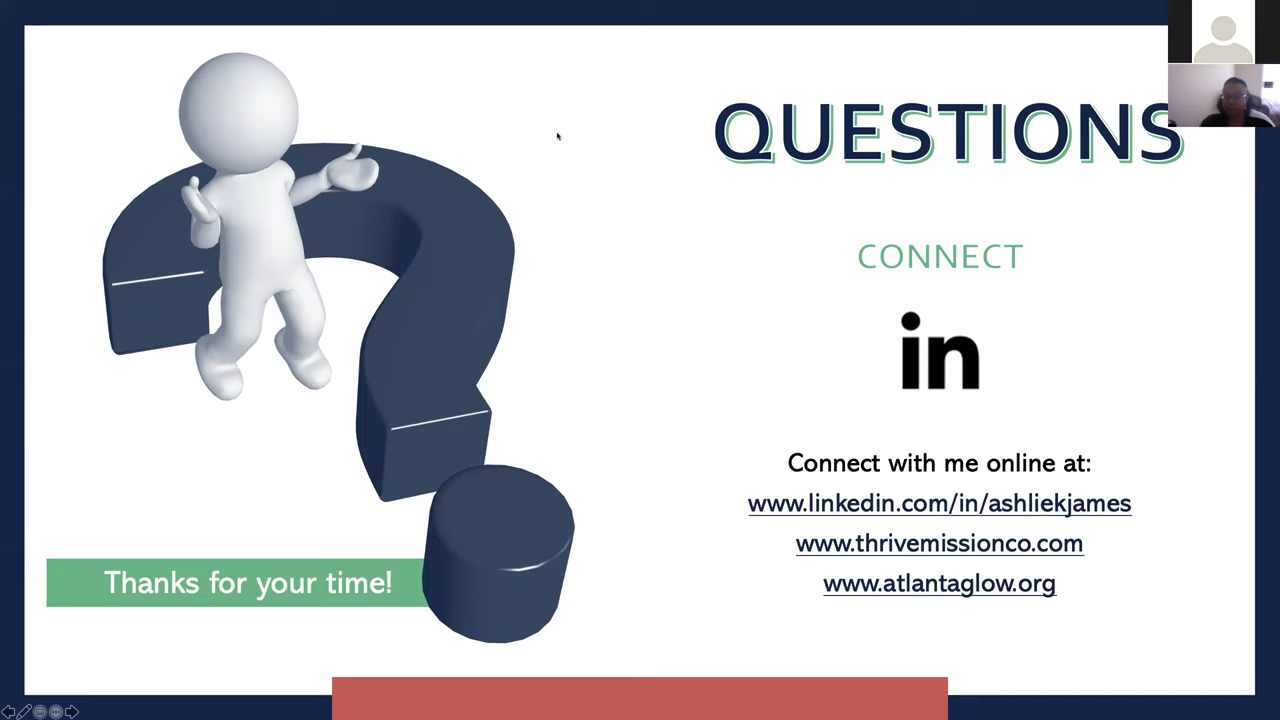 QUESTIONS
CONNECT
in
Connect with me online at:
www.linkedin.com/in/ashliekjames
www.thrivemissionco.com
www.atlantaglow.org
Thanks for your time!